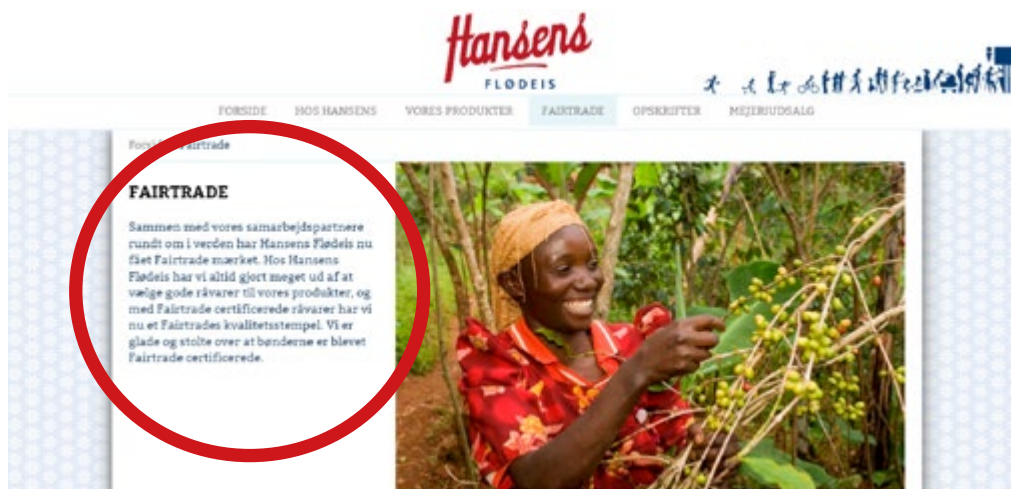 Hansens
FLØDEIS
FORSIDE HOS HANSENS VORES PRODUKTER FAIRTRADE OPSKRIFTER MEJERIUDSALG
Fairtrade
FAIRTRADE
Sammen med vores samarbejdspartnere
rundt om i verden har Hansens Flødeis nu
fået Fairtrade mærket. Hos Hansens
Flødeis har vi altid gjort meget ud af at
vælge gode råvarer til vores produkter, og
med Fairtrade certificerede råvarer har vi
nu et Fairtrades kvalitetsstempel. Vi er
glade og stolte over at bønderne er blevet
Fairtrade certificerede.